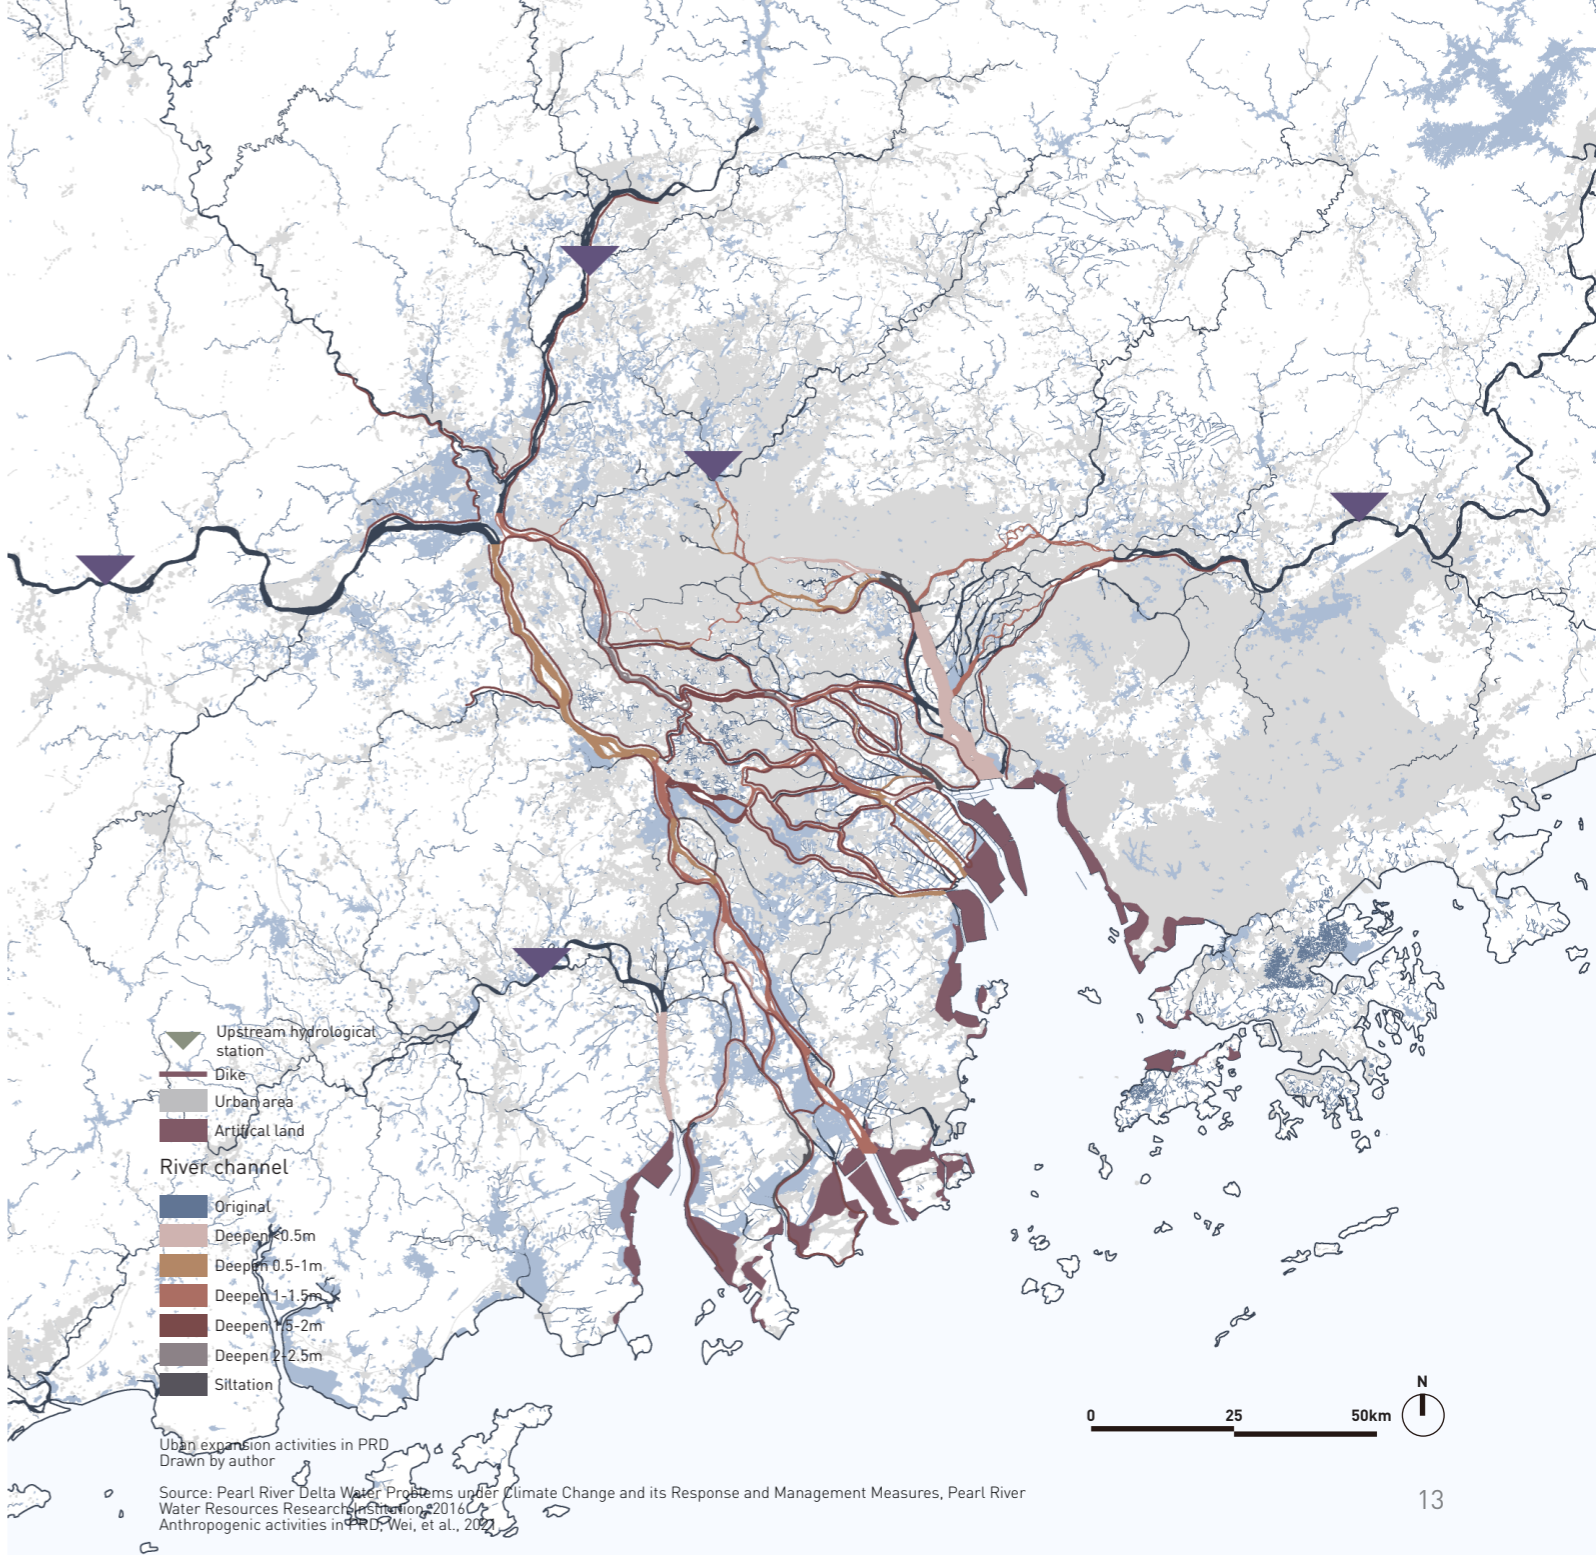 Upstream hydrological
station
Dike
Urban area
Artifical land
River channel
Original
Deepen <0.5m
Deepen 0.5-1m
Deepen 1-1.5m
Deepen 1.5-2m
Deepen 2-2.5m
Siltation
N
0 25 50km
Uban expansion activities in PRD
Drawn by author
Source: Pearl River Delta Water Problems under Climate Change and its Response and Management Measures, Pearl River
Water Resources Research Institution, 2016
Anthropogenic activities in PRD, Wei, et al.,
13